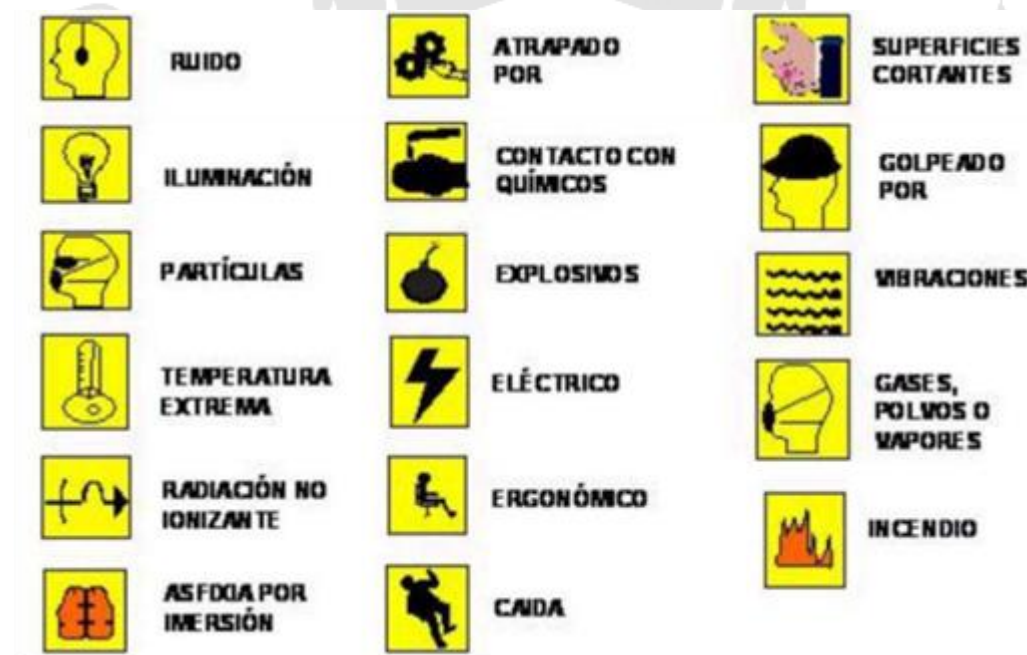 RUIDO
ILUMINACIÓN
PARTÍCULAS
TEMPERATURA
EXTREMA
RADIACIÓN NO
IONIZANTE
ASFIXIA POR
IMERSIÓN
ATRAPADO
POR
CONTACTO CON
QUÍMICOS
EXPLOSIVOS
ELÉCTRICO
ERGONÓMICO
CAIDA
SUPERFICIES
CORTANTES
GOLPEADO
POR
VIBRACIONES
GASES,
POLVOS O
VAPORES
INCENDIO